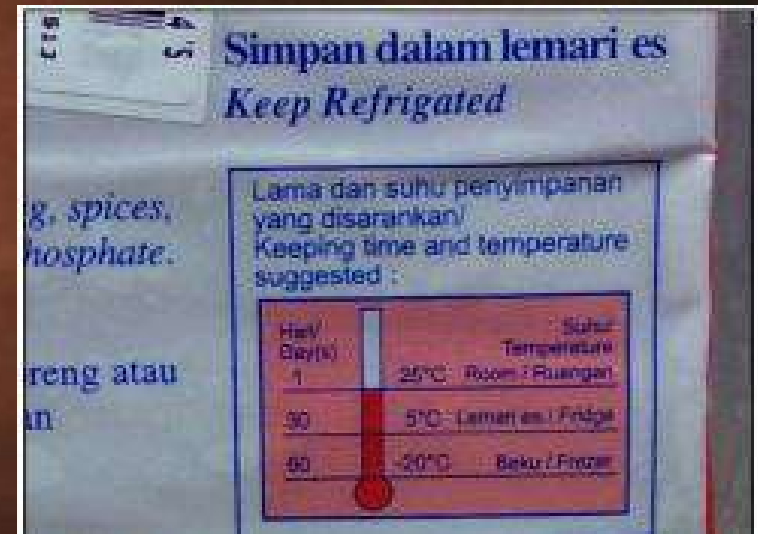 Simpan dalam lemari es
Keep Refrigated
g, spices,
hosphate.
reng atau
an
Lama dan suhu penyimpanan
yang disarankan/
Keeping time and temperature
suggested :
Hari/ Suhu/
Day(s) Temperature
1 25°C Room / Ruangan
30 5°C Lemari es / Fridge
60 -20°C Beku / Frezer